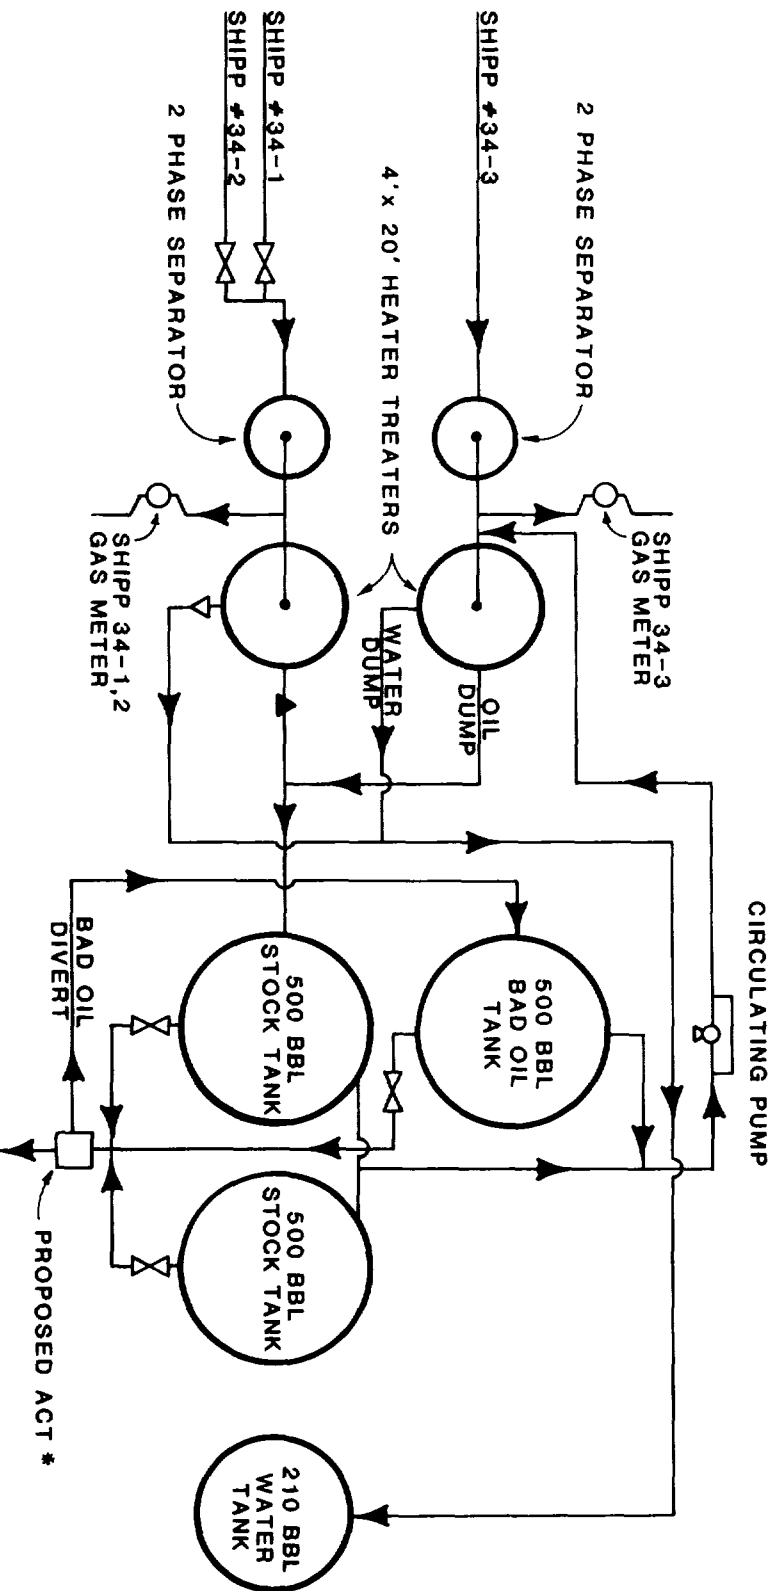 CIRCULATING PUMP
SHIPP 34-3
GAS METER
2 PHASE SEPARATOR
SHIPP #34-3
OIL
DUMP
WATER
DUMP
500 BBL
BAD OIL
TANK
4'x 20' HEATER TREATERS
SHIPP #34-1
SHIPP #34-2
2 PHASE SEPARATOR
SHIPP 34-1,2
GAS METER
500 BBL
STOCK TANK
500 BBL
STOCK TANK
210 BBL
WATER
TANK
BAD OIL
DIVERT
PROPOSED ACT *